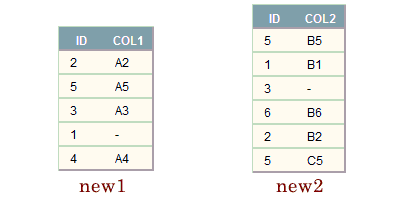 ID COL1
2 A2
5 A5
3 A3
1 -
4 A4
new1
ID COL2
5 B5
1 B1
3 -
6 B6
2 B2
5 C5
new2